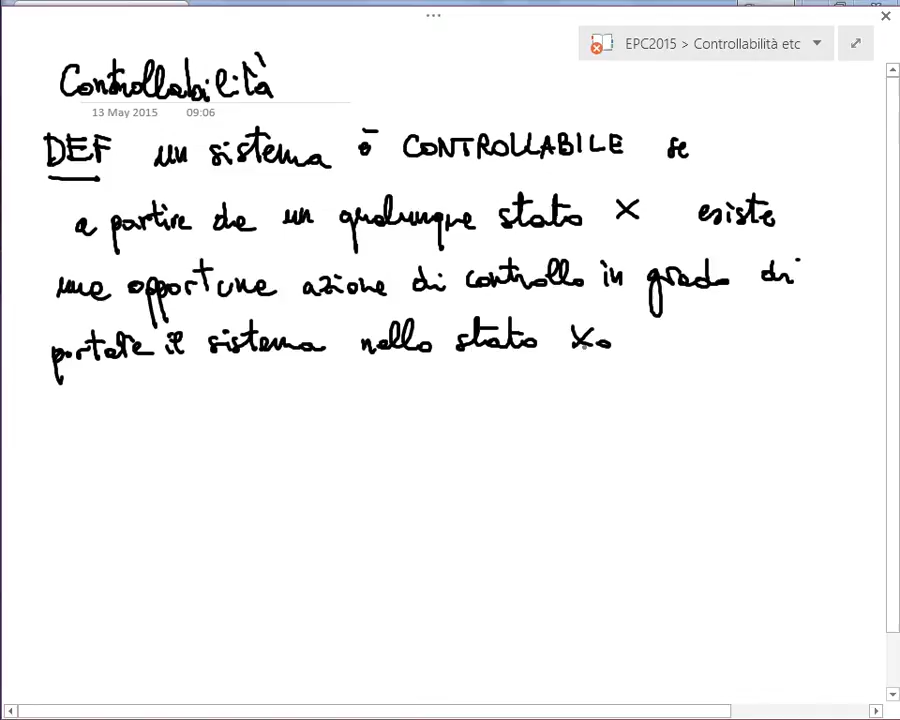 EPC2015 > Controllabilità etc
Controllabilità
13 May 2015 09:06
DEF un sistema è CONTROLLABILE se
a partire da un qualunque stato x esiste
una opportuna azione di controllo in grado di
portare il sistema nello stato x0